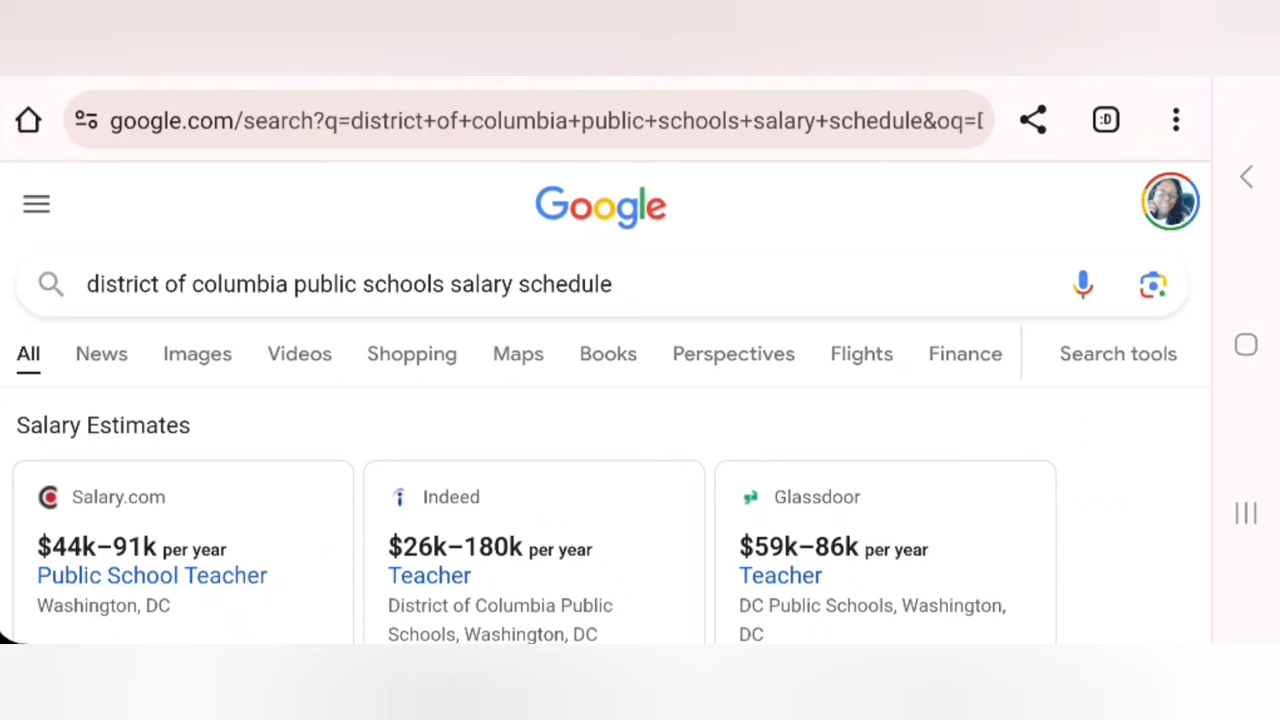 google.com/search?q=district+of+columbia+public+schools+salary+schedule&oq=[
:D
Google
district of columbia public schools salary schedule
All News Images Videos Shopping Maps Books Perspectives Flights Finance Search tools
Salary Estimates
Salary.com
$44k–91k per year
Public School Teacher
Washington, DC
Indeed
$26k–180k per year
Teacher
District of Columbia Public
Schools, Washington, DC
Glassdoor
$59k–86k per year
Teacher
DC Public Schools, Washington,
DC